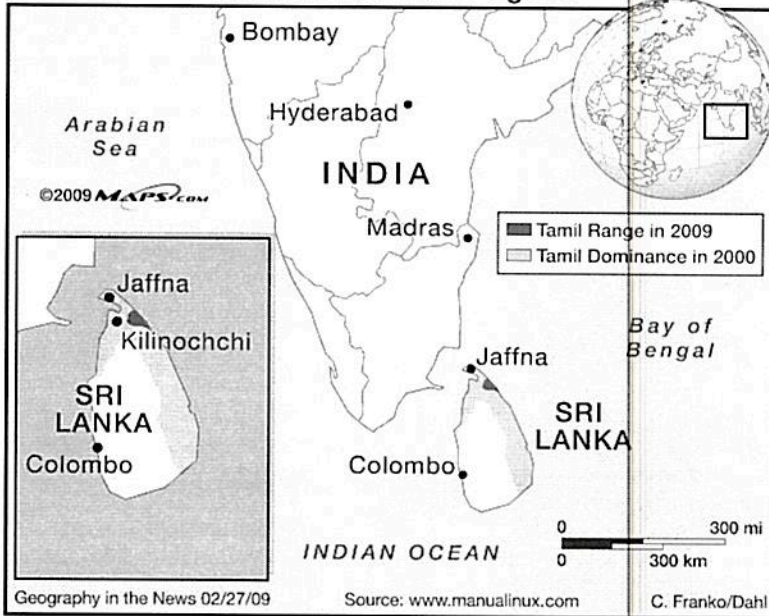 Bombay
Hyderabad
Arabian
Sea
INDIA
©2009 MAPS.COM
Madras
Tamil Range in 2009
Tamil Dominance in 2000
Jaffna
Kilinochchi
SRI
LANKA
Colombo
Bay of
Bengal
Jaffna
SRI
LANKA
Colombo
0 300 mi
0 300 km
INDIAN OCEAN
Geography in the News 02/27/09 Source: www.manualinux.com C. Franko/Dahl